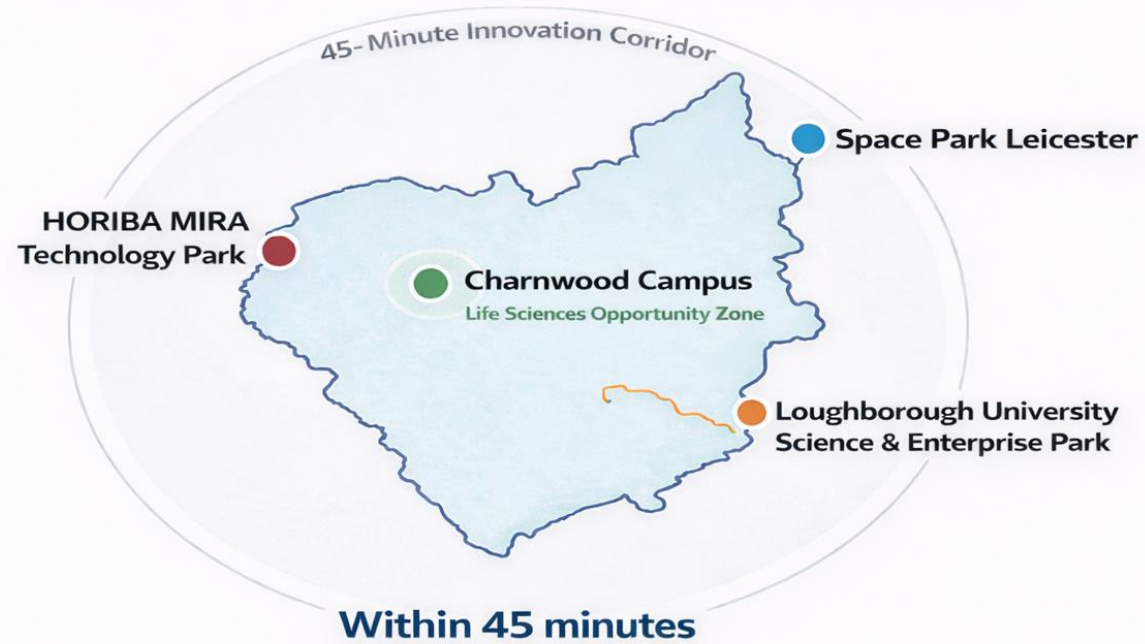 45-Minute Innovation Corridor
Space Park Leicester
HORIBA MIRA
Technology Park
Charnwood Campus
Life Sciences Opportunity Zone
Loughborough University
Science & Enterprise Park
Within 45 minutes